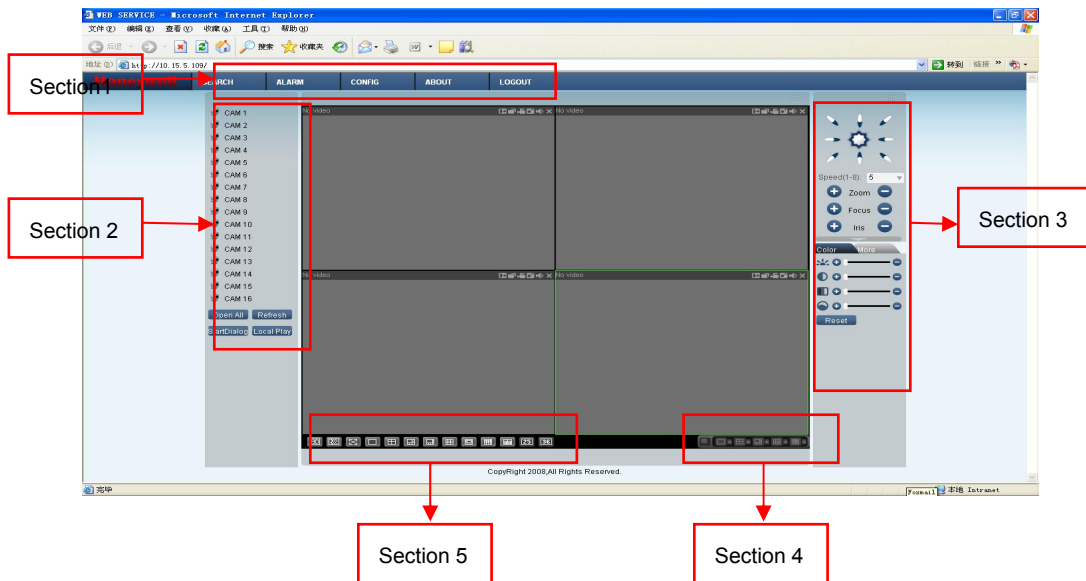 WEB SERVICE - Microsoft Internet Explorer
文件(F) 编辑(E) 查看(V) 收藏(A) 工具(T) 帮助(H)
后退 搜索 收藏夹
地址(D) http://10.15.5.109/ 转到 链接 »
Section1
Honeywell SEARCH ALARM CONFIG ABOUT LOGOUT
CAM 1
CAM 2
CAM 3
CAM 4
CAM 5
CAM 6
CAM 7
CAM 8
CAM 9
CAM 10
CAM 11
CAM 12
CAM 13
CAM 14
CAM 15
CAM 16
Open All Refresh
StartDialog Local Play
Section 2
No video
No video
No video
No video
Speed(1-8): 5
Zoom
Focus
Iris
Color More
Reset
Section 3
25 36
CopyRight 2008,All Rights Reserved.
完毕 Foxmail 本地 Intranet
Section 5
Section 4